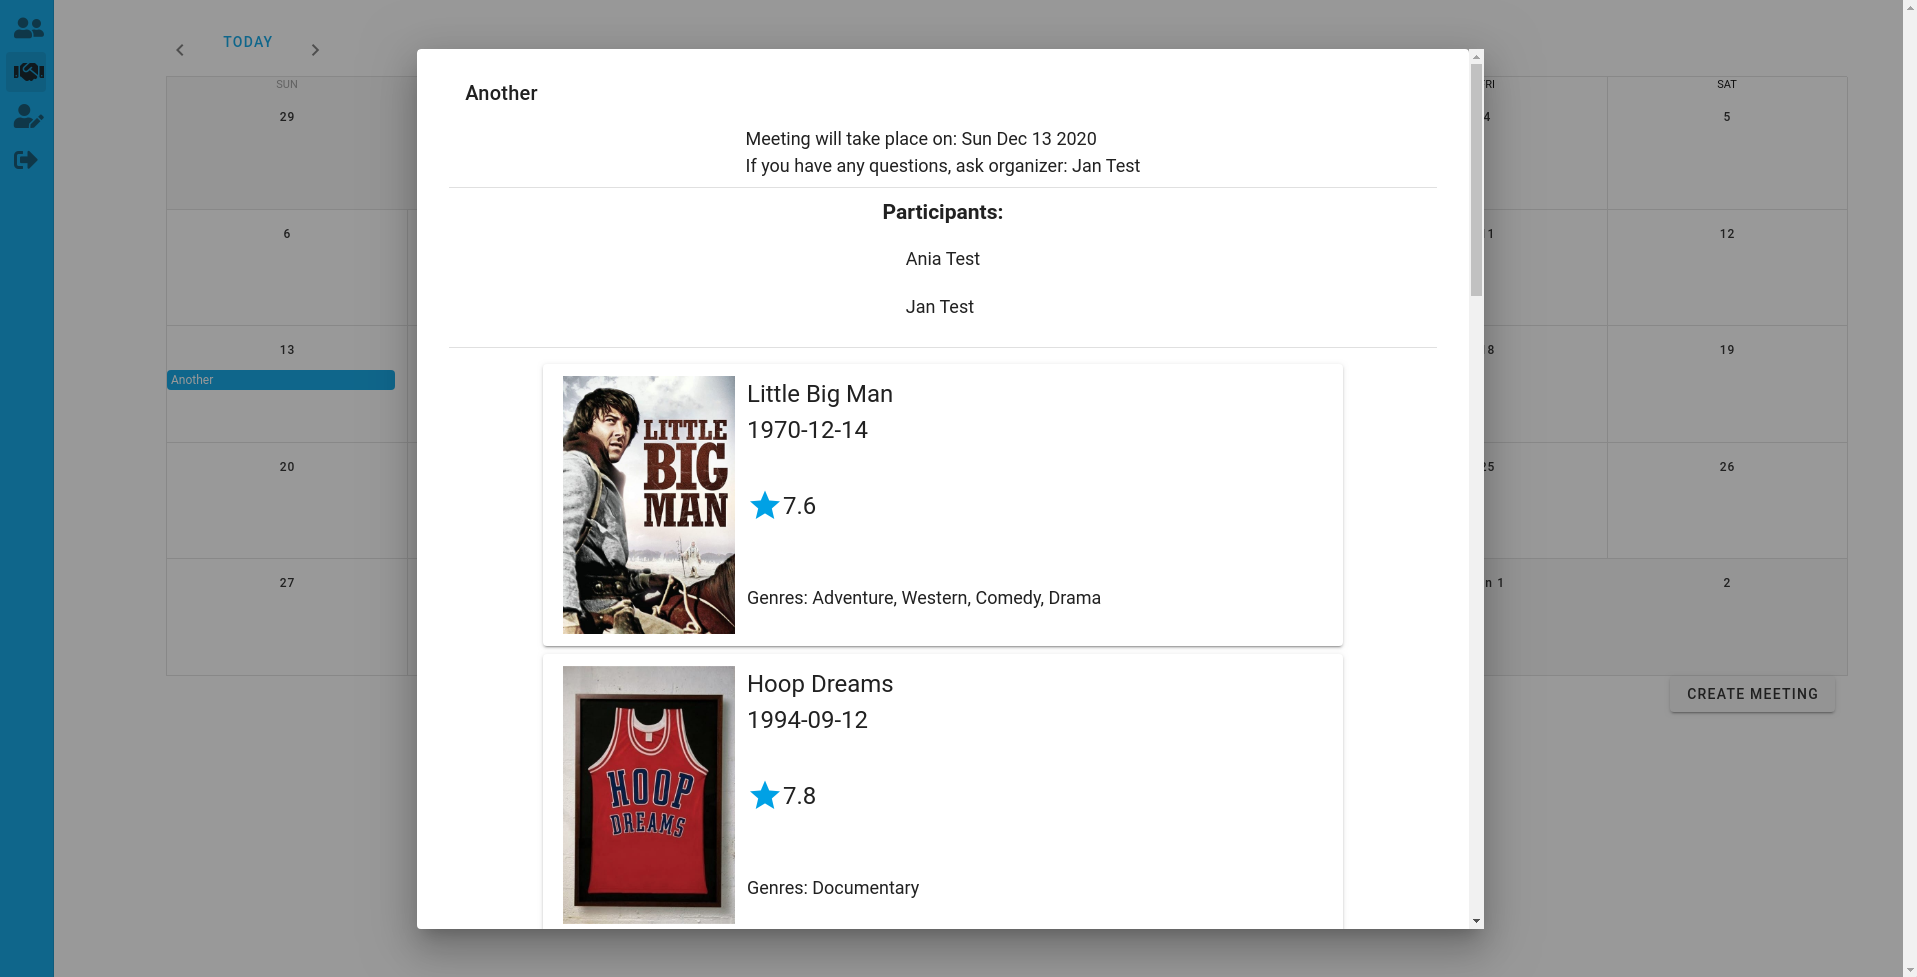 TODAY
SUN
FRI
SAT
29
4
5
6
11
12
13
18
19
Another
20
25
26
27
n 1
2
CREATE MEETING
Another
Meeting will take place on: Sun Dec 13 2020
If you have any questions, ask organizer: Jan Test
Participants:
Ania Test
Jan Test
LITTLE
BIG
MAN
Little Big Man
1970-12-14
7.6
Genres: Adventure, Western, Comedy, Drama
HOOP
DREAMS
Hoop Dreams
1994-09-12
7.8
Genres: Documentary